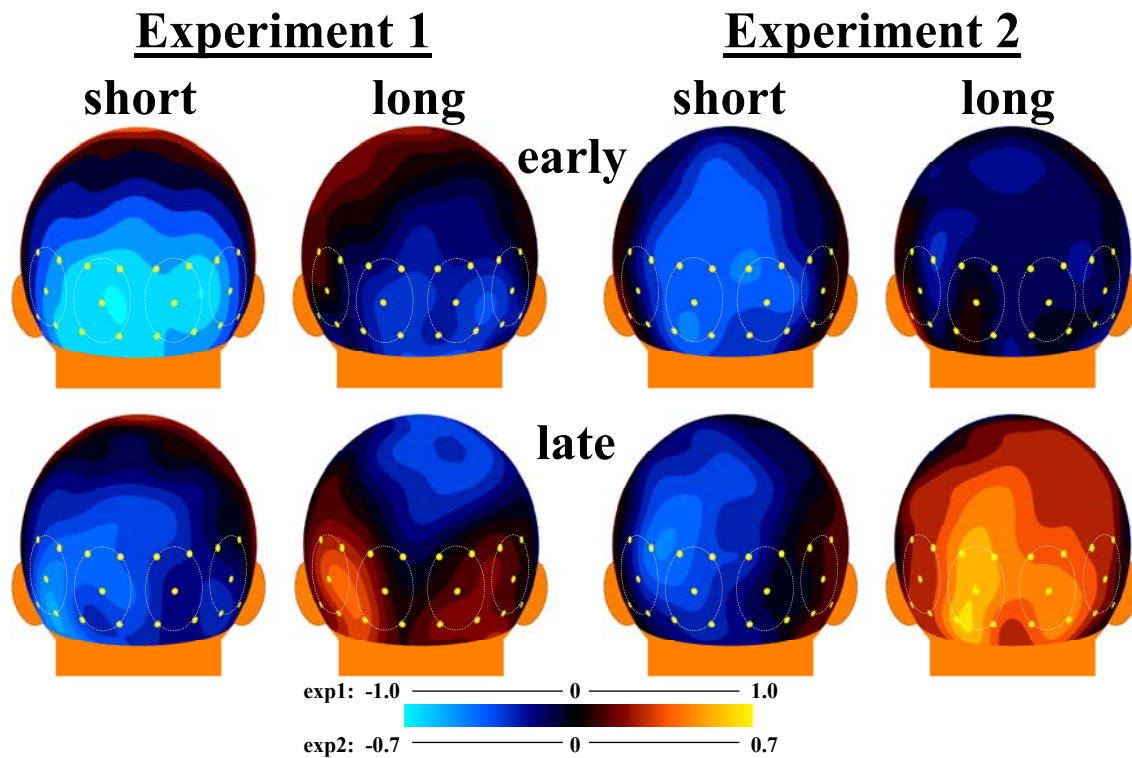 Experiment 1 Experiment 2
short long short long
early
late
exp1: -1.0 0 1.0
exp2: -0.7 0 0.7